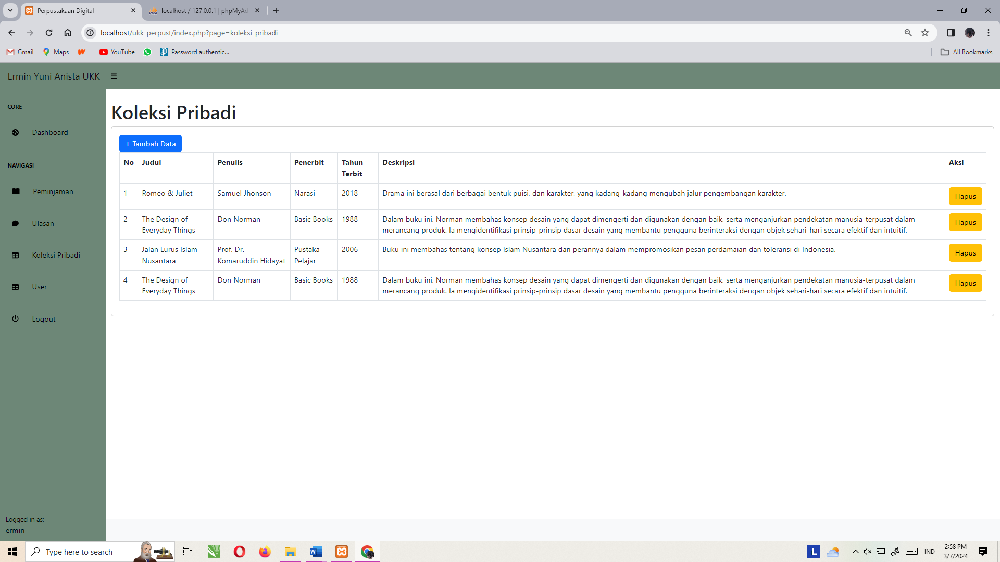 Perpustakaan Digital
localhost / 127.0.0.1 | phpMyAd
localhost/ukk_perpust/index.php?page=koleksi_pribadi
Gmail
Maps
YouTube
Password authentic...
All Bookmarks
Ermin Yuni Anista UKK
CORE
Dashboard
NAVIGASI
Peminjaman
Ulasan
Koleksi Pribadi
User
Logout
Logged in as:
ermin
Koleksi Pribadi
+ Tambah Data
No Judul Penulis Penerbit Tahun Terbit Deskripsi Aksi
1 Romeo & Juliet Samuel Jhonson Narasi 2018 Drama ini berasal dari berbagai bentuk puisi, dan karakter, yang kadang-kadang mengubah jalur pengembangan karakter. Hapus
2 The Design of Everyday Things Don Norman Basic Books 1988 Dalam buku ini, Norman membahas konsep desain yang dapat dimengerti dan digunakan dengan baik, serta menganjurkan pendekatan manusia-terpusat dalam merancang produk. Ia mengidentifikasi prinsip-prinsip dasar desain yang membantu pengguna berinteraksi dengan objek sehari-hari secara efektif dan intuitif. Hapus
3 Jalan Lurus Islam Nusantara Prof. Dr. Komaruddin Hidayat Pustaka Pelajar 2006 Buku ini membahas tentang konsep Islam Nusantara dan perannya dalam mempromosikan pesan perdamaian dan toleransi di Indonesia. Hapus
4 The Design of Everyday Things Don Norman Basic Books 1988 Dalam buku ini, Norman membahas konsep desain yang dapat dimengerti dan digunakan dengan baik, serta menganjurkan pendekatan manusia-terpusat dalam merancang produk. Ia mengidentifikasi prinsip-prinsip dasar desain yang membantu pengguna berinteraksi dengan objek sehari-hari secara efektif dan intuitif. Hapus
Type here to search
L
IND
2:58 PM
3/7/2024